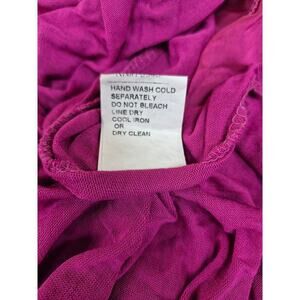 HAND WASH COLD
SEPARATELY
DO NOT BLEACH
LINE DRY
COOL IRON
OR
DRY CLEAN